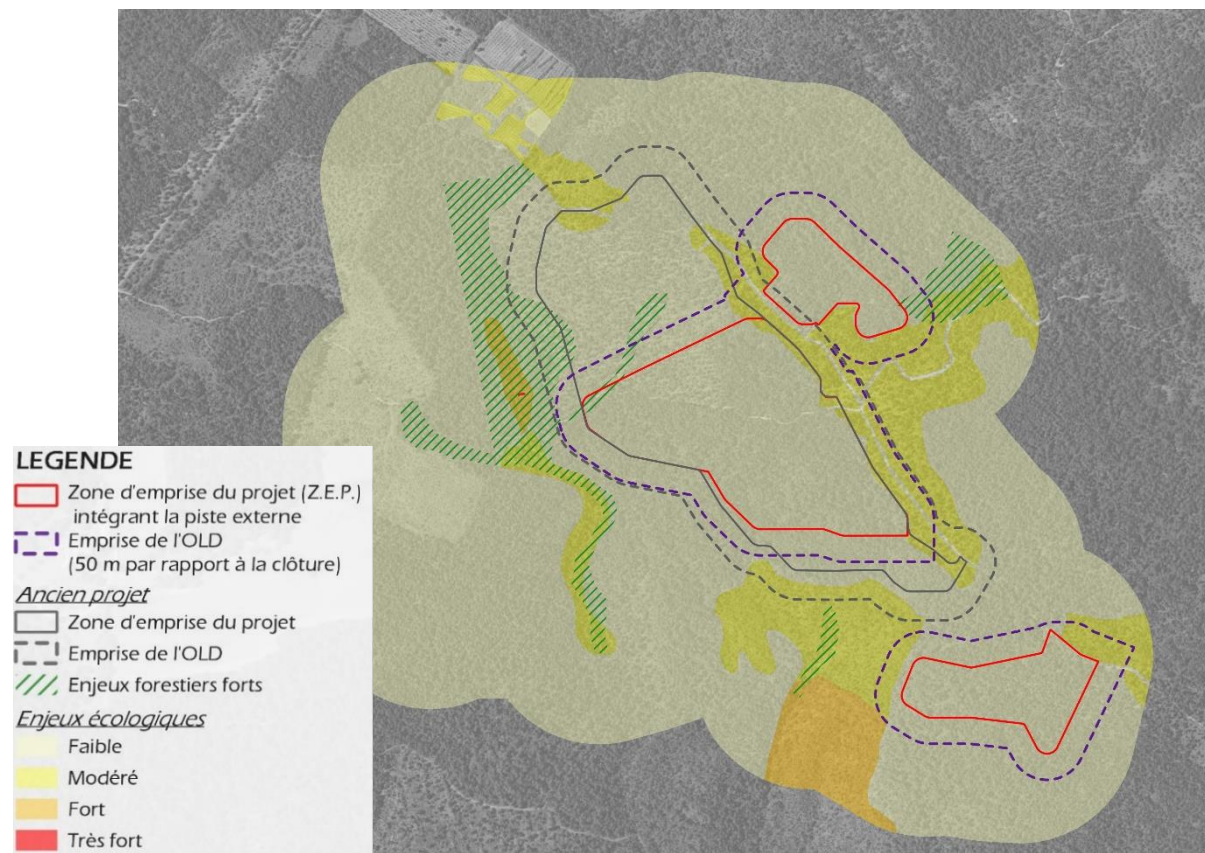 LEGENDE
Zone d'emprise du projet (Z.E.P.)
intégrant la piste externe
Emprise de l'OLD
(50 m par rapport à la clôture)
Ancien projet
Zone d'emprise du projet
Emprise de l'OLD
Enjeux forestiers forts
Enjeux écologiques
Faible
Modéré
Fort
Très fort